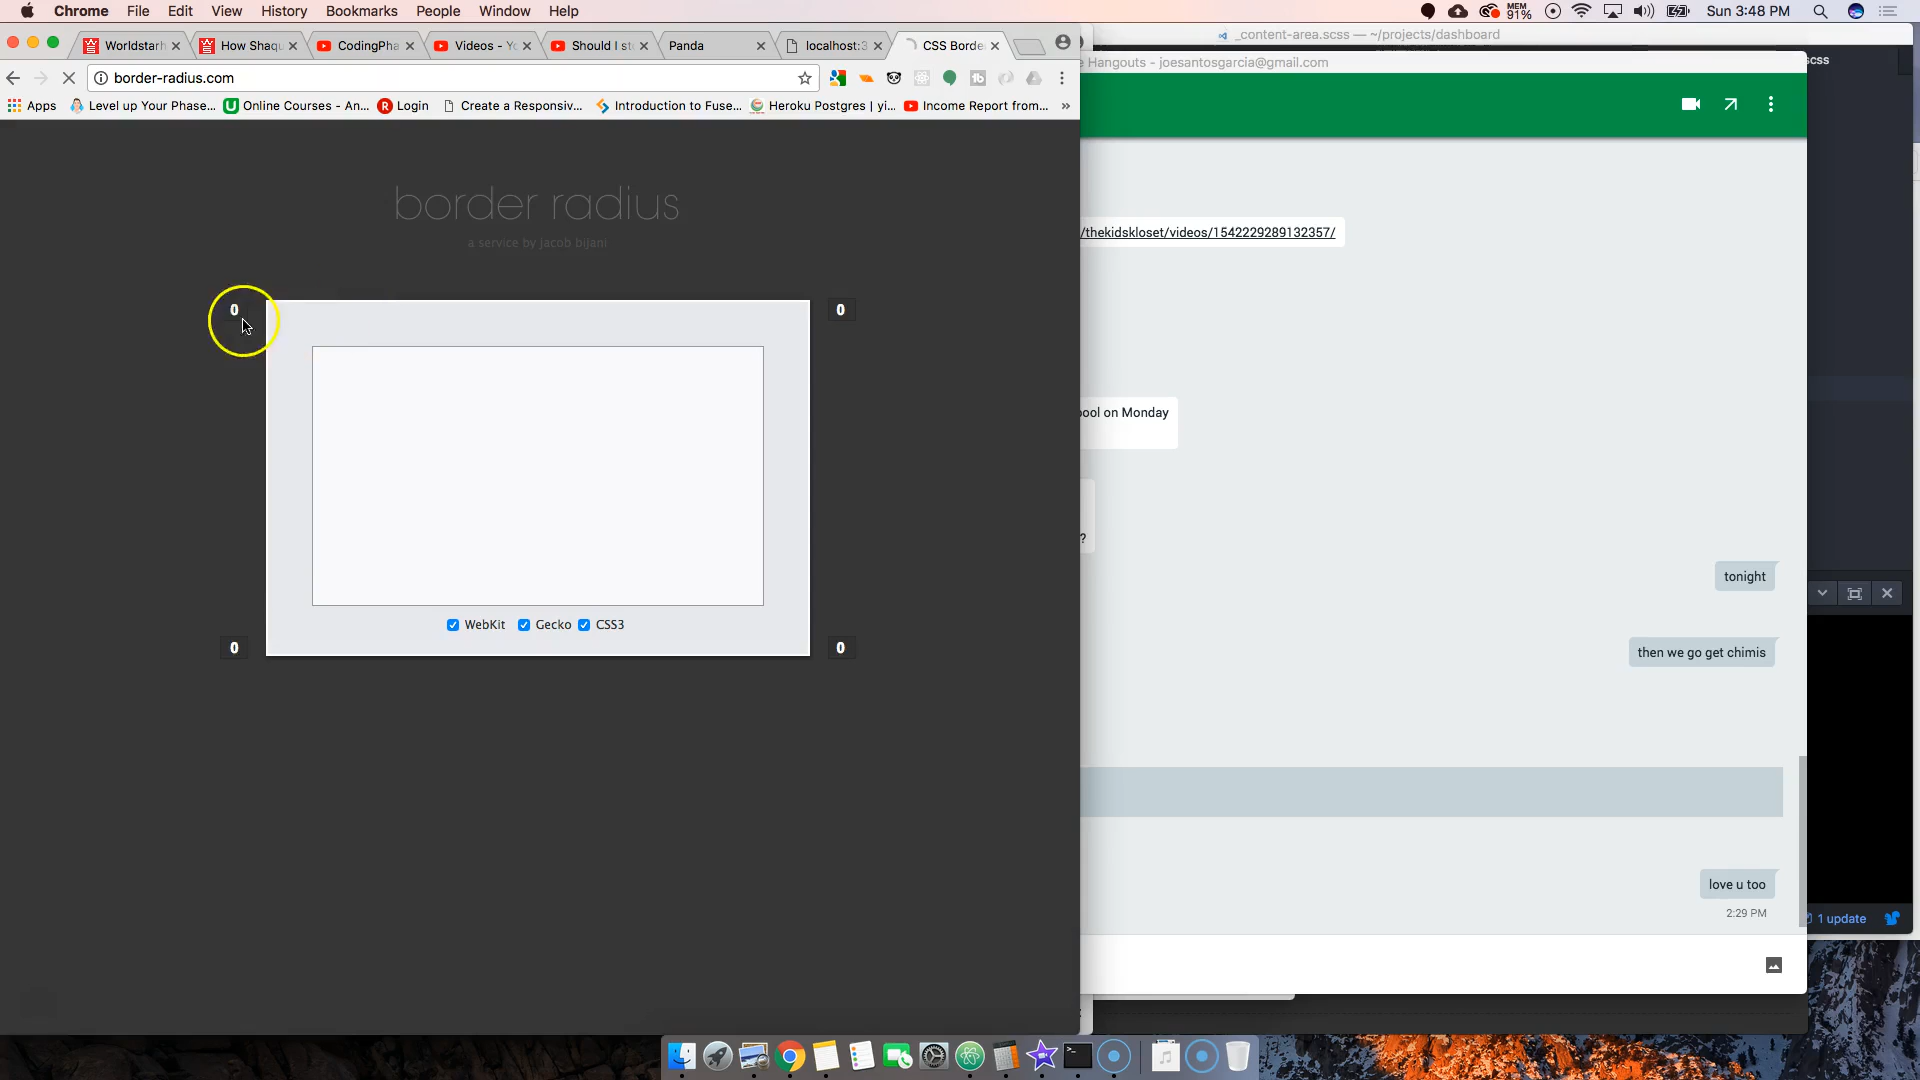 Chrome File Edit View History Bookmarks People Window Help
MEM 91% Sun 3:48 PM
Worldstarh How Shaqu CodingPha Videos - Yo Should I st Panda localhost:3 CSS Borde
_content-area.scss — ~/projects/dashboard
border-radius.com
e Hangouts - joesantosgarcia@gmail.com
scss
Apps Level up Your Phase... Online Courses - An... Login Create a Responsiv... Introduction to Fuse... Heroku Postgres | yi... Income Report from... »
border radius
a service by jacob bijani
0
0
WebKit Gecko CSS3
0
0
/thekidskloset/videos/1542229289132357/
ool on Monday
?
tonight
then we go get chimis
love u too
2:29 PM
1 update